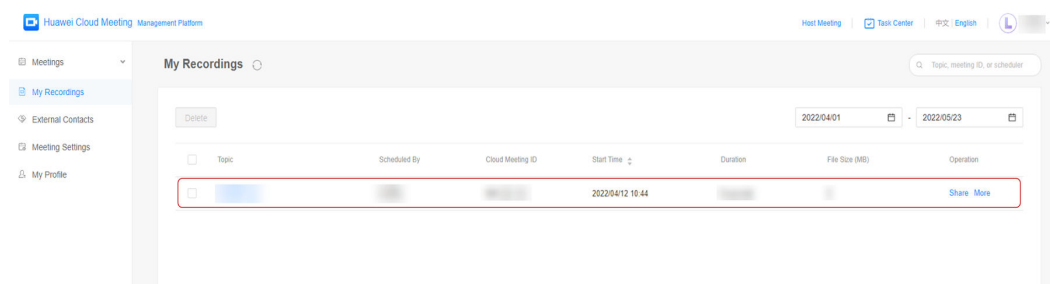 Huawei Cloud Meeting Management Platform Host Meeting Task Center 中文 English L
Meetings
My Recordings
External Contacts
Meeting Settings
My Profile
My Recordings
Topic, meeting ID, or scheduler
Delete 2022/04/01 - 2022/05/23
Topic Scheduled By Cloud Meeting ID Start Time Duration File Size (MB) Operation
2022/04/12 10:44 Share More